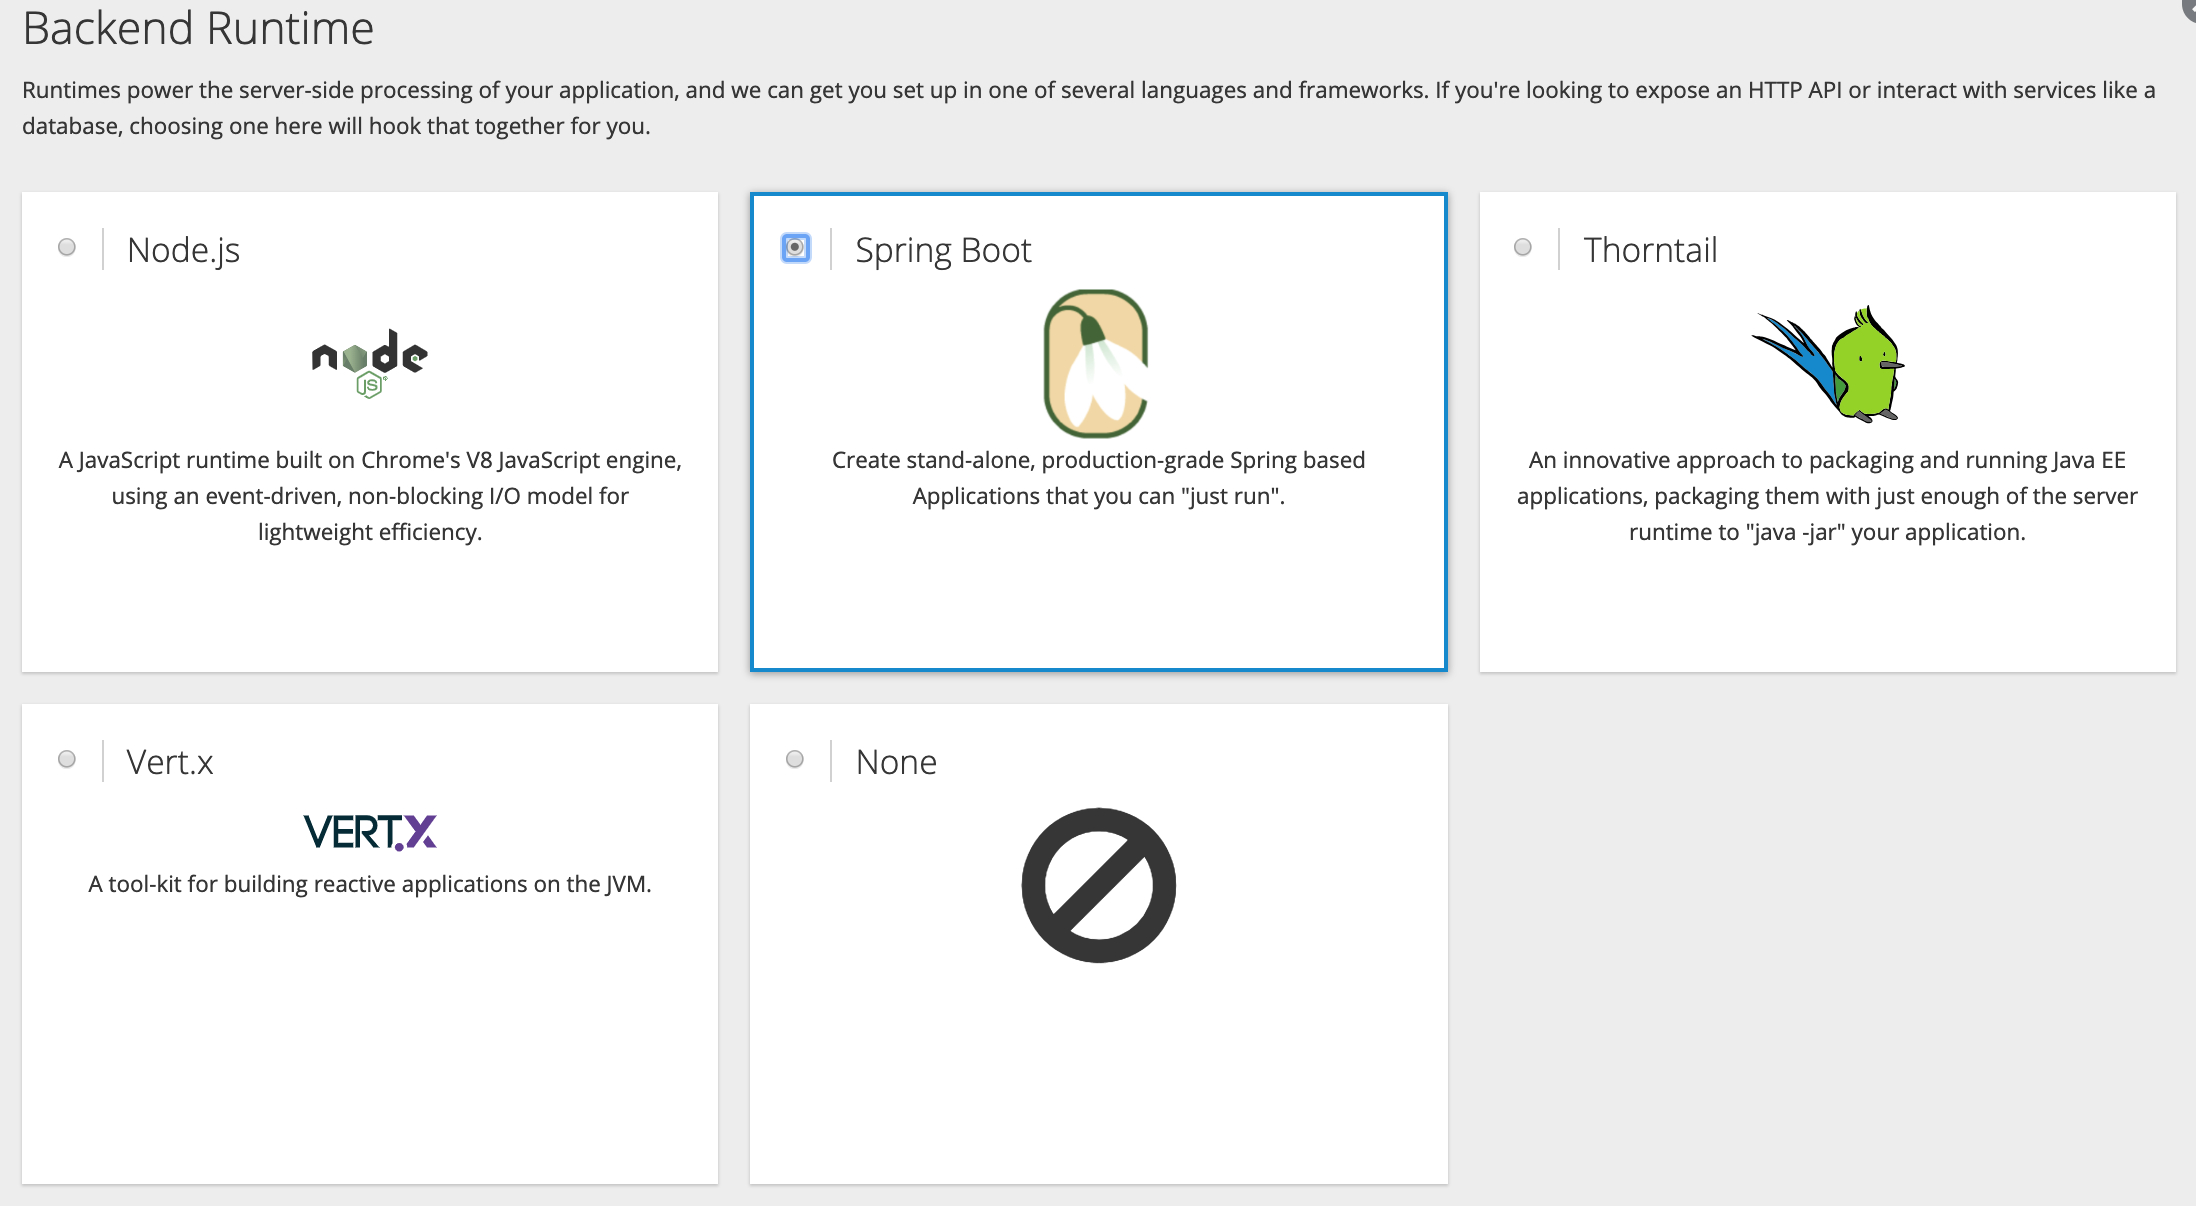 Backend Runtime
Runtimes power the server-side processing of your application, and we can get you set up in one of several languages and frameworks. If you're looking to expose an HTTP API or interact with services like a
database, choosing one here will hook that together for you.
Node.js
node
JS
A JavaScript runtime built on Chrome's V8 JavaScript engine,
using an event-driven, non-blocking I/O model for
lightweight efficiency.
Spring Boot
Create stand-alone, production-grade Spring based
Applications that you can "just run".
Thorntail
An innovative approach to packaging and running Java EE
applications, packaging them with just enough of the server
runtime to "java -jar" your application.
Vert.x
VERT.X
A tool-kit for building reactive applications on the JVM.
None